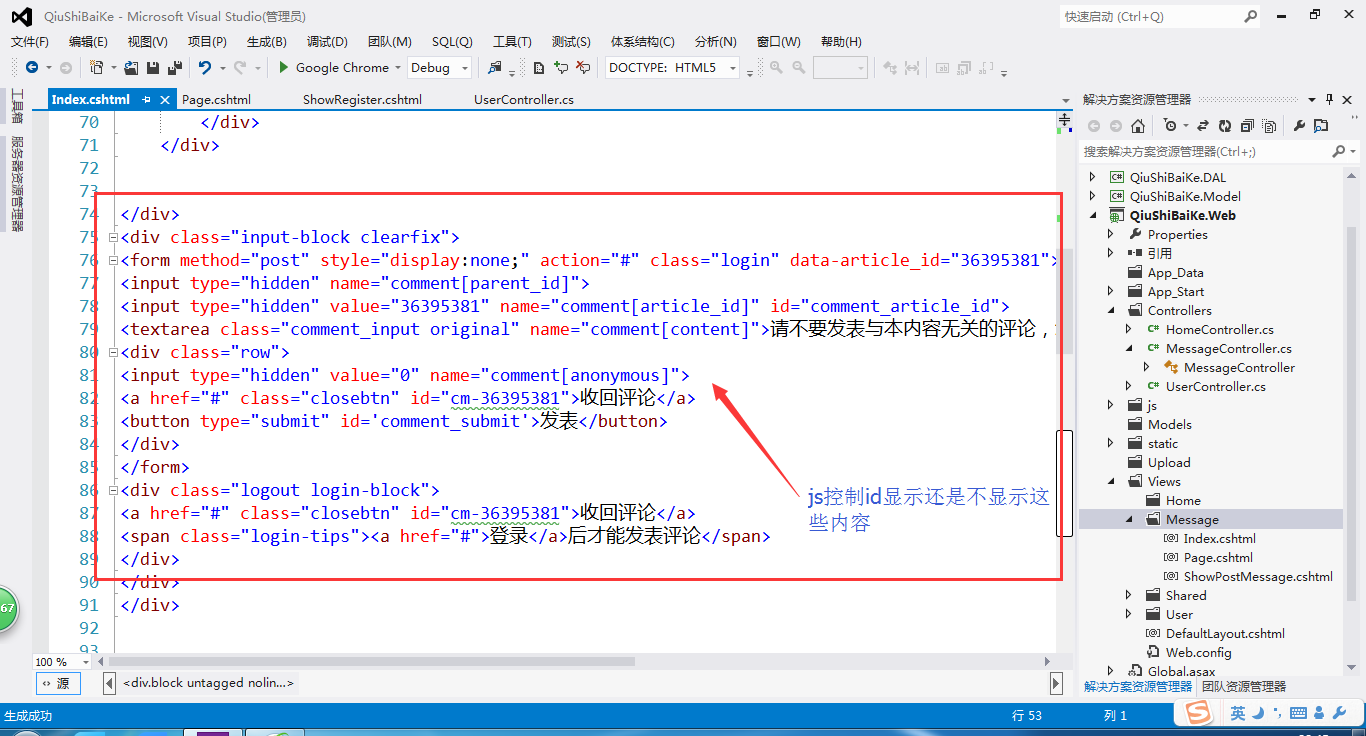 QiuShiBaiKe - Microsoft Visual Studio(管理员)
快速启动 (Ctrl+Q)
文件(F) 编辑(E) 视图(V) 项目(P) 生成(B) 调试(D) 团队(M) SQL(Q) 工具(T) 测试(S) 体系结构(C) 分析(N) 窗口(W) 帮助(H)
Google Chrome Debug DOCTYPE: HTML5
工具箱
服务器资源管理器
Index.cshtml Page.cshtml ShowRegister.cshtml UserController.cs
70 </div>
71 </div>
72
73
74 </div>
75 <div class="input-block clearfix">
76 <form method="post" style="display:none;" action="#" class="login" data-article_id="36395381">
77 <input type="hidden" name="comment[parent_id]">
78 <input type="hidden" value="36395381" name="comment[article_id]" id="comment_article_id">
79 <textarea class="comment_input original" name="comment[content]">请不要发表与本内容无关的评论，
80 <div class="row">
81 <input type="hidden" value="0" name="comment[anonymous]">
82 <a href="#" class="closebtn" id="cm-36395381">收回评论</a>
83 <button type="submit" id='comment_submit'>发表</button>
84 </div>
85 </form>
86 <div class="logout login-block">
87 <a href="#" class="closebtn" id="cm-36395381">收回评论</a>
88 <span class="login-tips"><a href="#">登录</a>后才能发表评论</span>
89 </div>
90 </div>
91 </div>
92
93
js控制id显示还是不显示这
些内容
67
100 %
源 <div.block untagged nolin...>
解决方案资源管理器
搜索解决方案资源管理器(Ctrl+;)
C# QiuShiBaiKe.DAL
C# QiuShiBaiKe.Model
QiuShiBaiKe.Web
Properties
引用
App_Data
App_Start
Controllers
C# HomeController.cs
C# MessageController.cs
MessageController
C# UserController.cs
js
Models
static
Upload
Views
Home
Message
[@] Index.cshtml
[@] Page.cshtml
[@] ShowPostMessage.cshtml
Shared
User
[@] DefaultLayout.cshtml
Web.config
Global.asax
解决方案资源管理器 团队资源管理器
生成成功 行 53 列 1
S 英